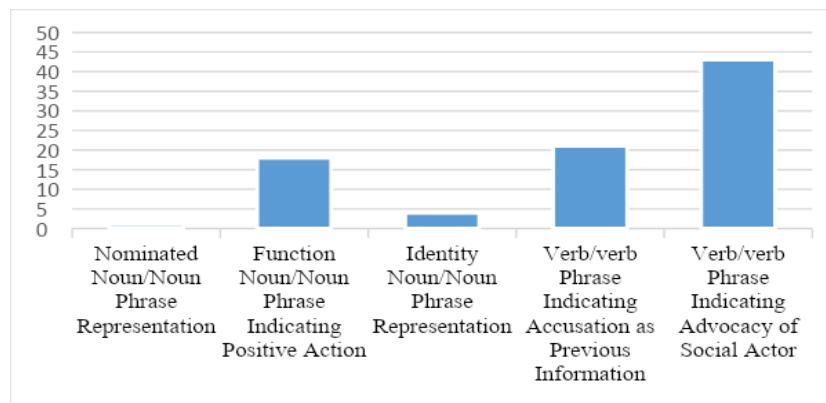 50
45
40
35
30
25
20
15
10
5
0
Nominated
Noun/Noun
Phrase
Representation
Function
Noun/Noun
Phrase
Indicating
Positive Action
Identity
Noun/Noun
Phrase
Representation
Verb/verb
Phrase
Indicating
Accusation as
Previous
Information
Verb/verb
Phrase
Indicating
Advocacy of
Social Actor